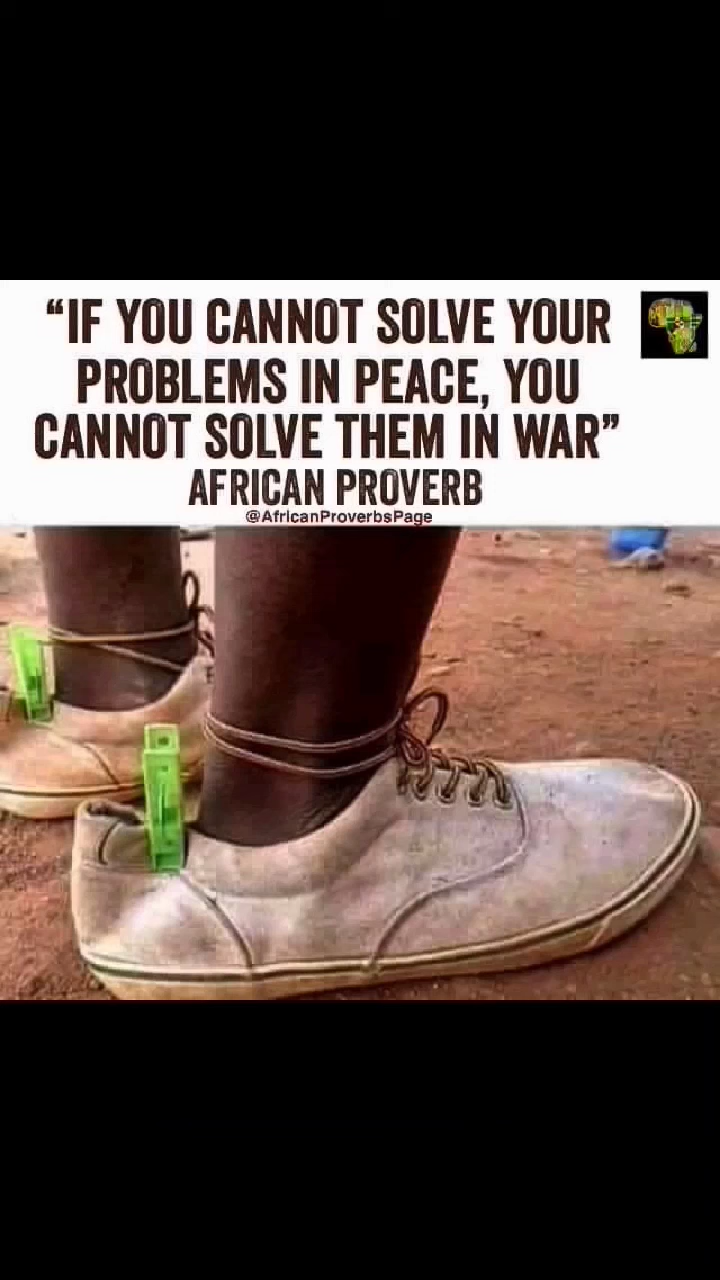 “IF YOU CANNOT SOLVE YOUR
PROBLEMS IN PEACE, YOU
CANNOT SOLVE THEM IN WAR”
AFRICAN PROVERB
@AfricanProverbsPage